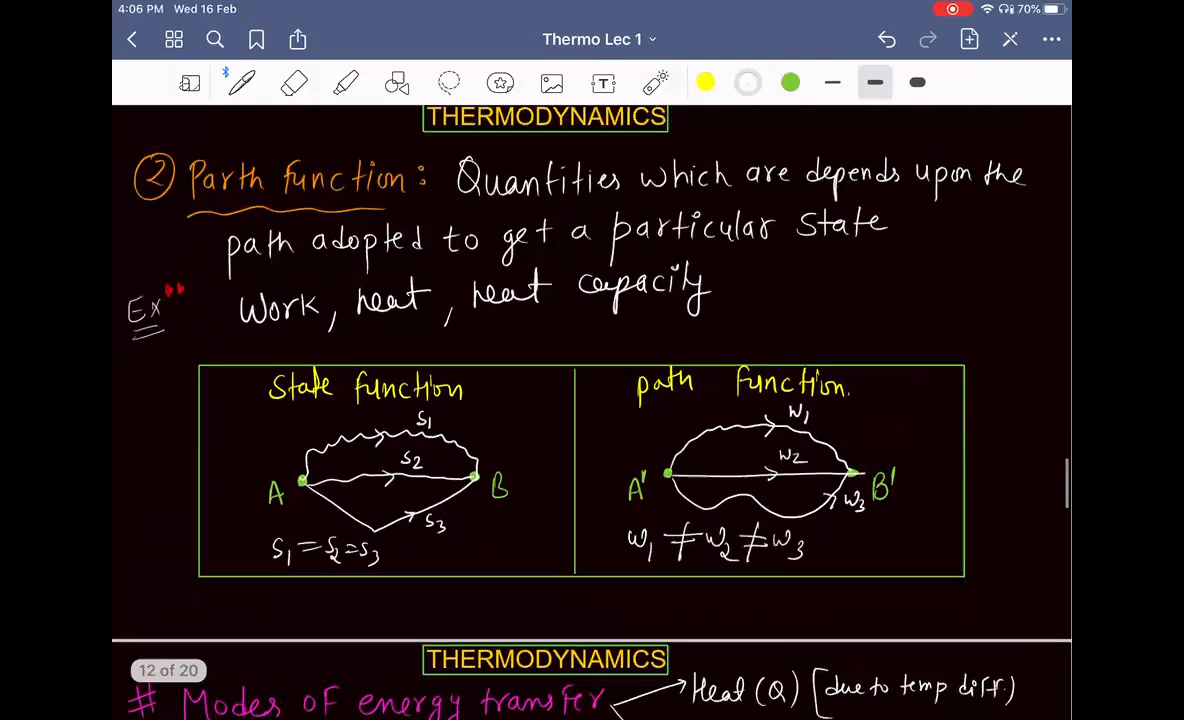 4:06 PM Wed 16 Feb
70%
Thermo Lec 1
THERMODYNAMICS
② Parth function: Quantities which are depends upon the
path adopted to get a particular state
Ex" Work, heat, heat capacity
State function
path function.
S1
S2
S3
A
B
S1 = S2 = S3
W1
W2
W3
A'
B'
W1 ≠ W2 ≠ W3
12 of 20
THERMODYNAMICS
# Modes of energy transfer
Heat (Q) [due to temp diff.)